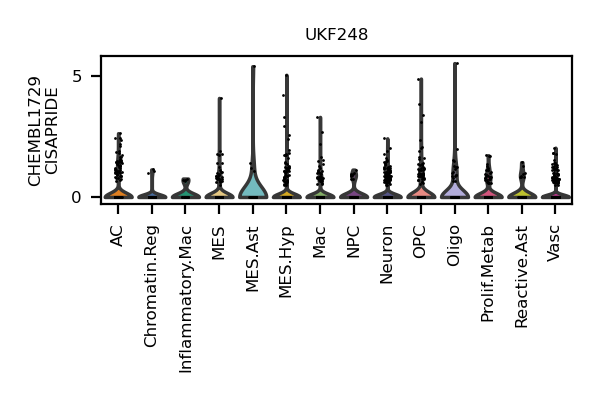 UKF248
CHEMBL1729
CISAPRIDE
5
0
AC
Chromatin.Reg
Inflammatory.Mac
MES
MES.Ast
MES.Hyp
Mac
NPC
Neuron
OPC
Oligo
Prolif.Metab
Reactive.Ast
Vasc